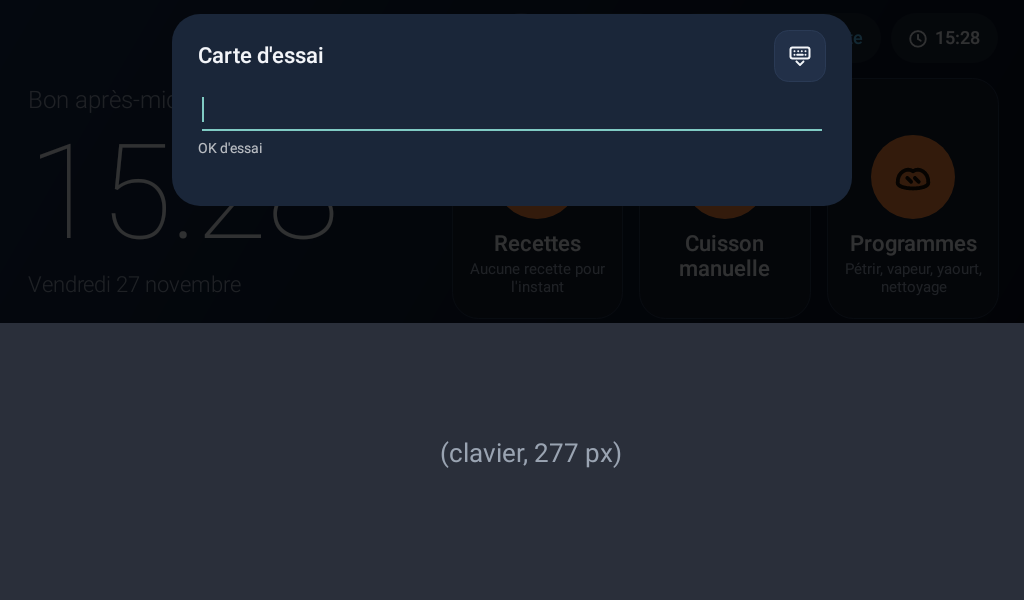 Carte d'essai
OK d'essai
15:28
Bon après-mi
15:28
Vendredi 27 novembre
Recettes
Aucune recette pour
l'instant
Cuisson
manuelle
Programmes
Pétrir, vapeur, yaourt,
nettoyage
(clavier, 277 px)